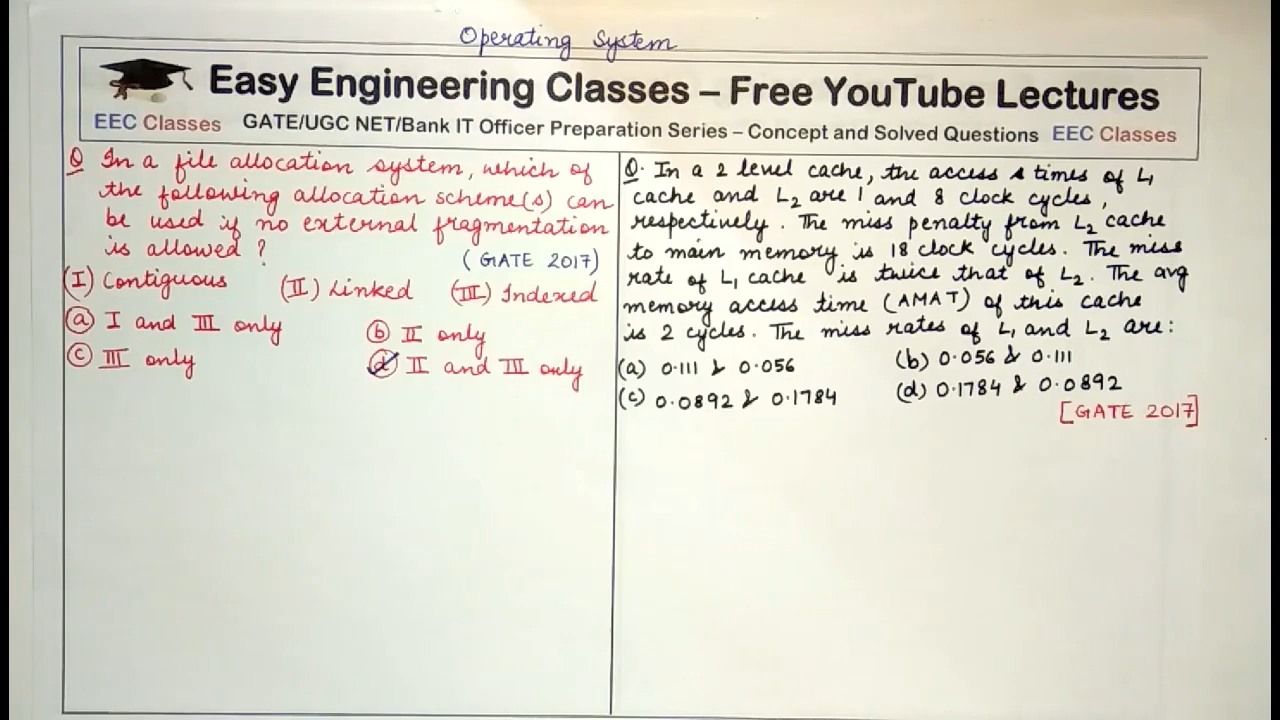 Operating System
Easy Engineering Classes – Free YouTube Lectures
EEC Classes GATE/UGC NET/Bank IT Officer Preparation Series – Concept and Solved Questions EEC Classes
Q In a file allocation system, which of
the following allocation scheme(s) can
be used if no external fragmentation
is allowed ?
(GATE 2017)
(I) Contiguous (II) Linked (III) Indexed
(a) I and III only (b) II only
(c) III only (d) II and III only
Q. In a 2 level cache, the access times of L1
cache and L2 are 1 and 8 clock cycles,
respectively. The miss penalty from L2 cache
to main memory is 18 clock cycles. The miss
rate of L1 cache is twice that of L2. The avg
memory access time (AMAT) of this cache
is 2 cycles. The miss rates of L1 and L2 are:
(a) 0.111 & 0.056 (b) 0.056 & 0.111
(c) 0.0892 & 0.1784 (d) 0.1784 & 0.0892
[GATE 2017]